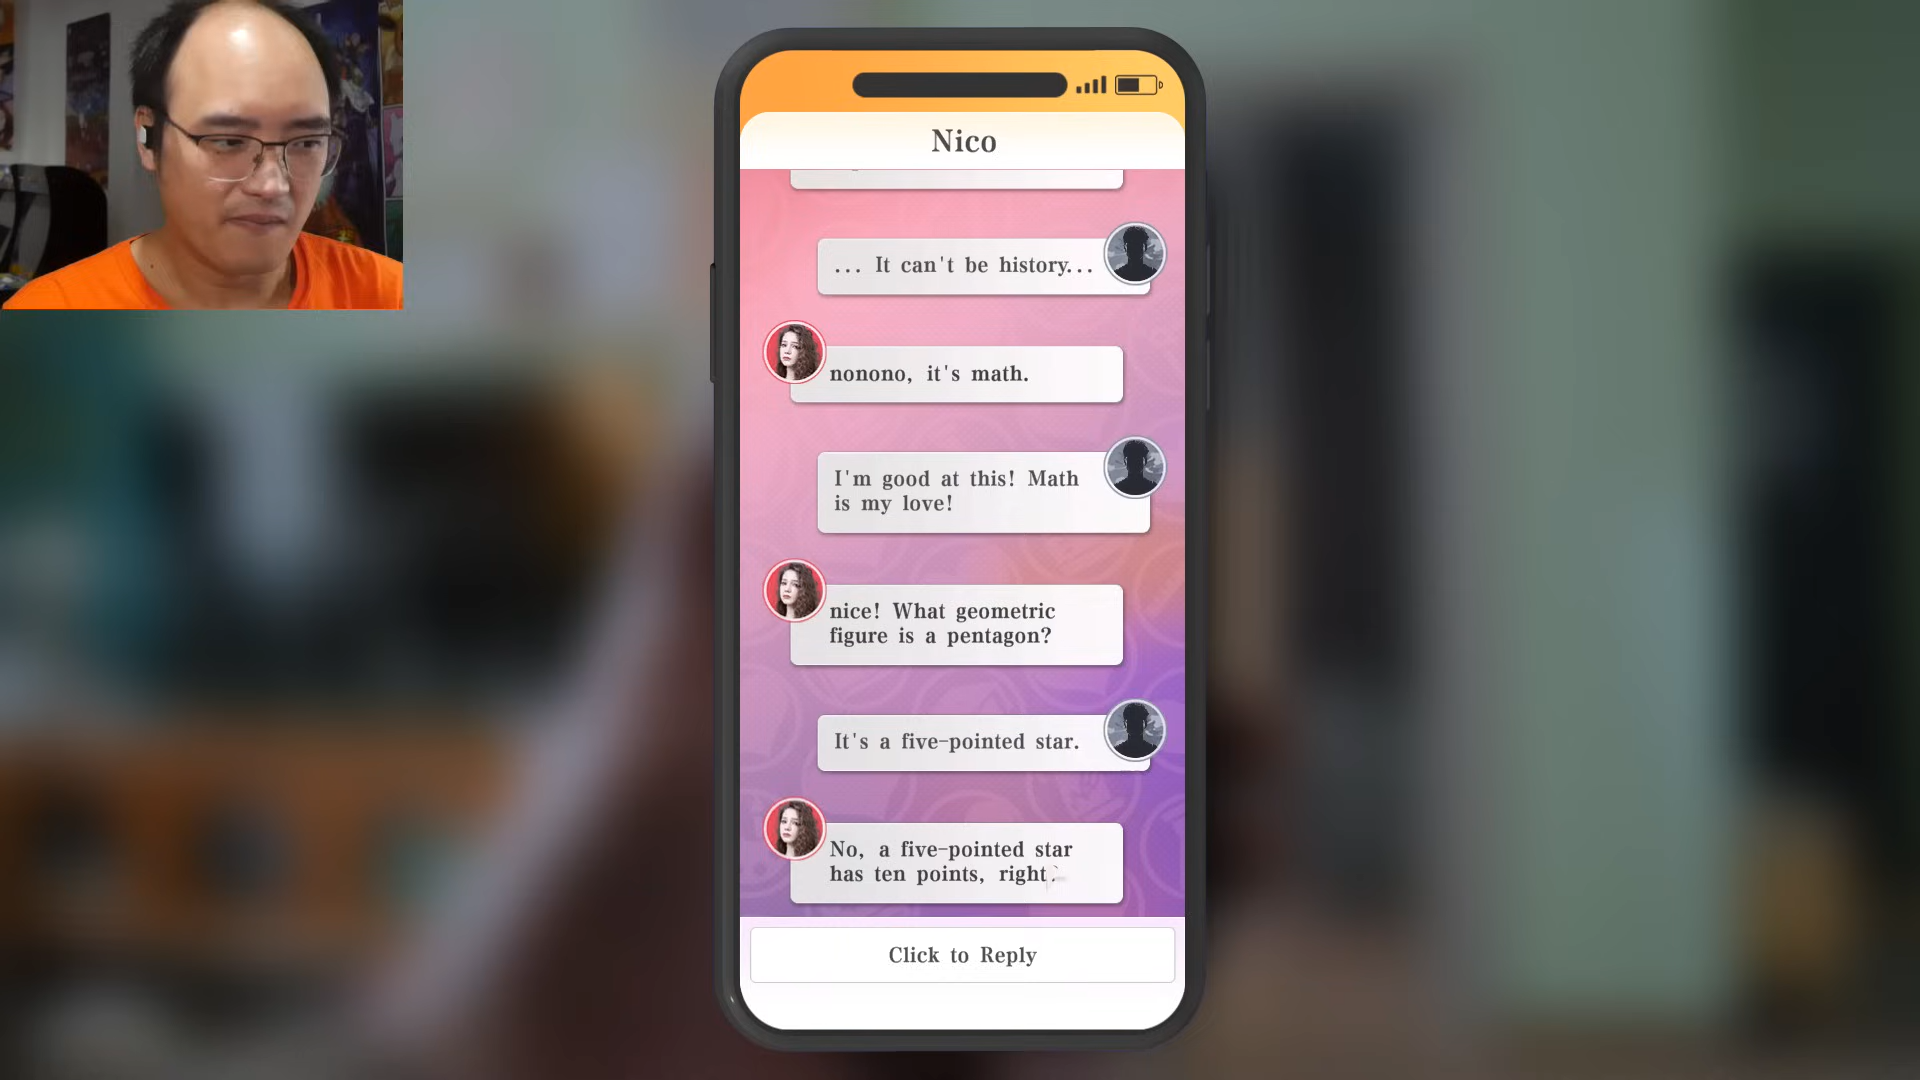 Nico
... It can't be history...
nonono, it's math.
I'm good at this! Math
is my love!
nice! What geometric
figure is a pentagon?
It's a five-pointed star.
No, a five-pointed star
has ten points, right?
Click to Reply